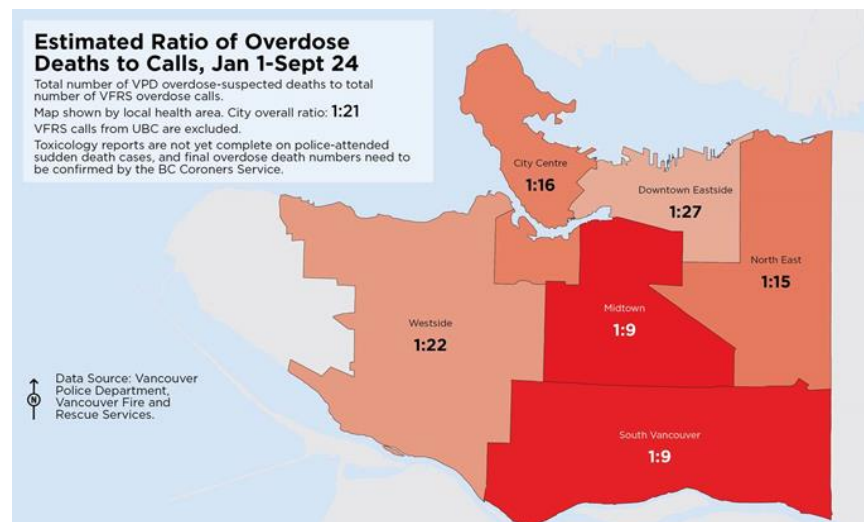 Estimated Ratio of Overdose
Deaths to Calls, Jan 1-Sept 24
Total number of VPD overdose-suspected deaths to total
number of VFRS overdose calls.
Map shown by local health area. City overall ratio: 1:21
VFRS calls from UBC are excluded.
Toxicology reports are not yet complete on police-attended
sudden death cases, and final overdose death numbers need to
be confirmed by the BC Coroners Service.
City Centre
1:16
Downtown Eastside
1:27
North East
1:15
Midtown
1:9
Westside
1:22
South Vancouver
1:9
N
Data Source: Vancouver
Police Department,
Vancouver Fire and
Rescue Services.